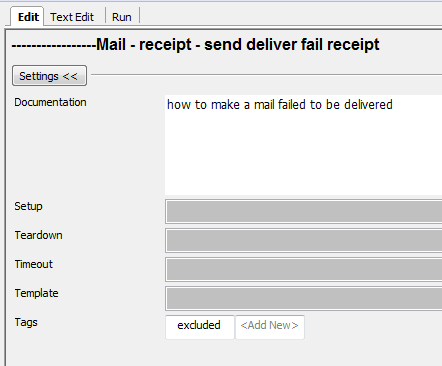 Edit Text Edit Run
-----------------Mail - receipt - send deliver fail receipt
Settings <<
Documentation how to make a mail failed to be delivered
Setup
Teardown
Timeout
Template
Tags excluded <Add New>